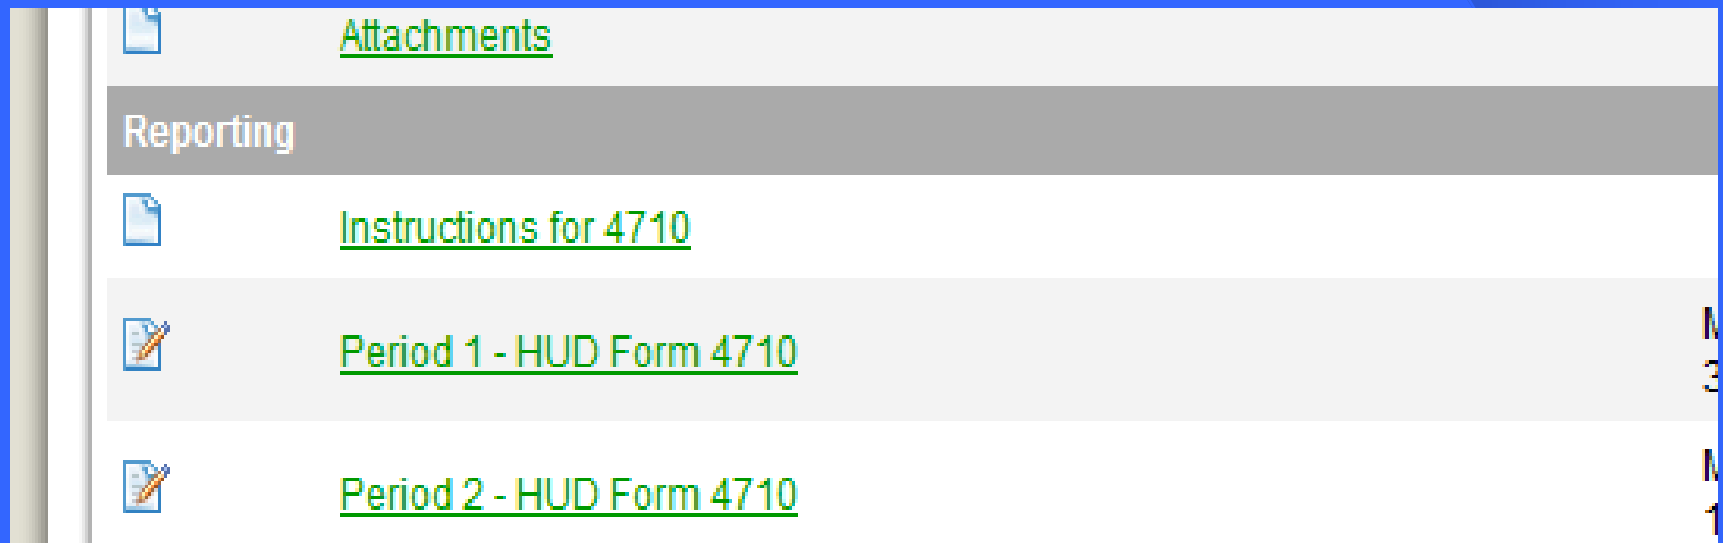 Attachments
Reporting
Instructions for 4710
Period 1 - HUD Form 4710
Period 2 - HUD Form 4710